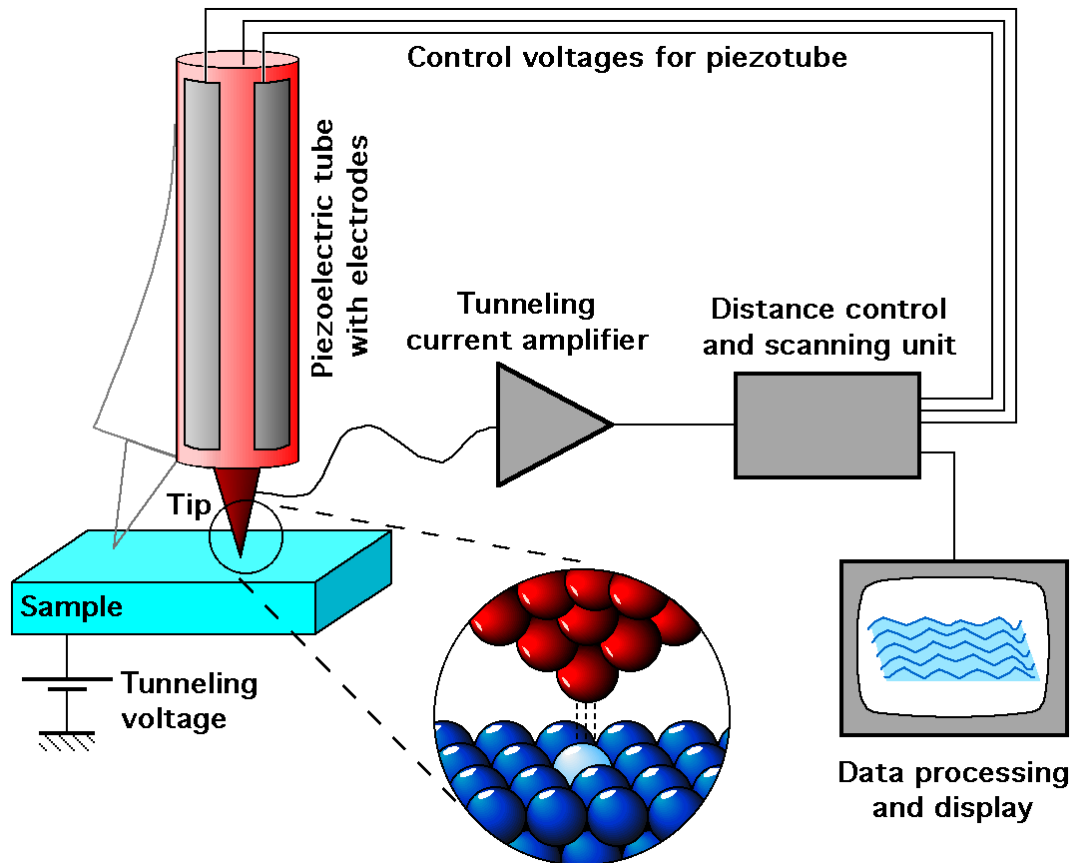 Control voltages for piezotube
Piezoelectric tube
with electrodes
Tunneling
current amplifier
Distance control
and scanning unit
Tip
Sample
Tunneling
voltage
Data processing
and display